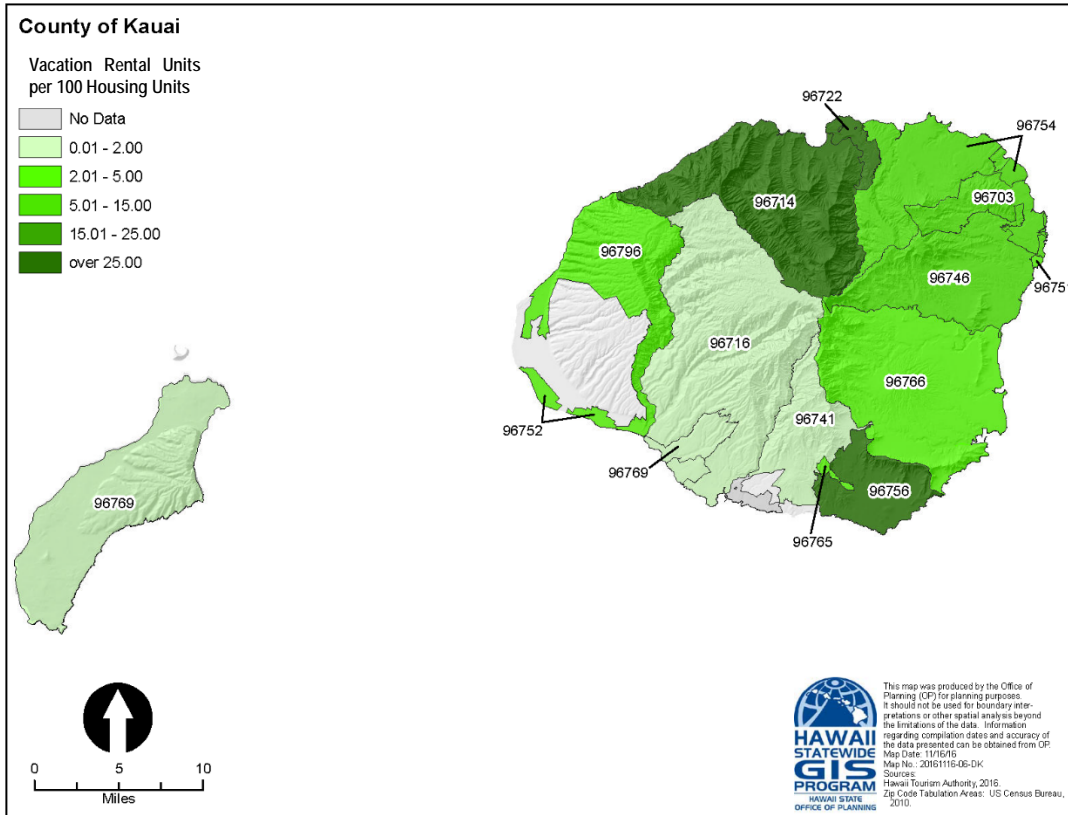 County of Kauai
Vacation Rental Units
per 100 Housing Units
No Data
0.01 - 2.00
2.01 - 5.00
5.01 - 15.00
15.01 - 25.00
over 25.00
96722
96754
96714
96703
96796
96746
96751
96716
96766
96752
96741
96769
96756
96769
96765
0 5 10
Miles
HAWAII
STATEWIDE
GIS
PROGRAM
HAWAII STATE
OFFICE OF PLANNING
This map was produced by the Office of
Planning (OP) for planning purposes.
It should not be used for boundary inter-
pretations or other spatial analysis beyond
the limitations of the data. Information
regarding compilation dates and accuracy of
the data presented can be obtained from OP.
Map Date: 11/16/16
Map No.: 20161116-06-DK
Sources:
Hawaii Tourism Authority, 2016.
Zip Code Tabulation Areas: US Census Bureau,
2010.